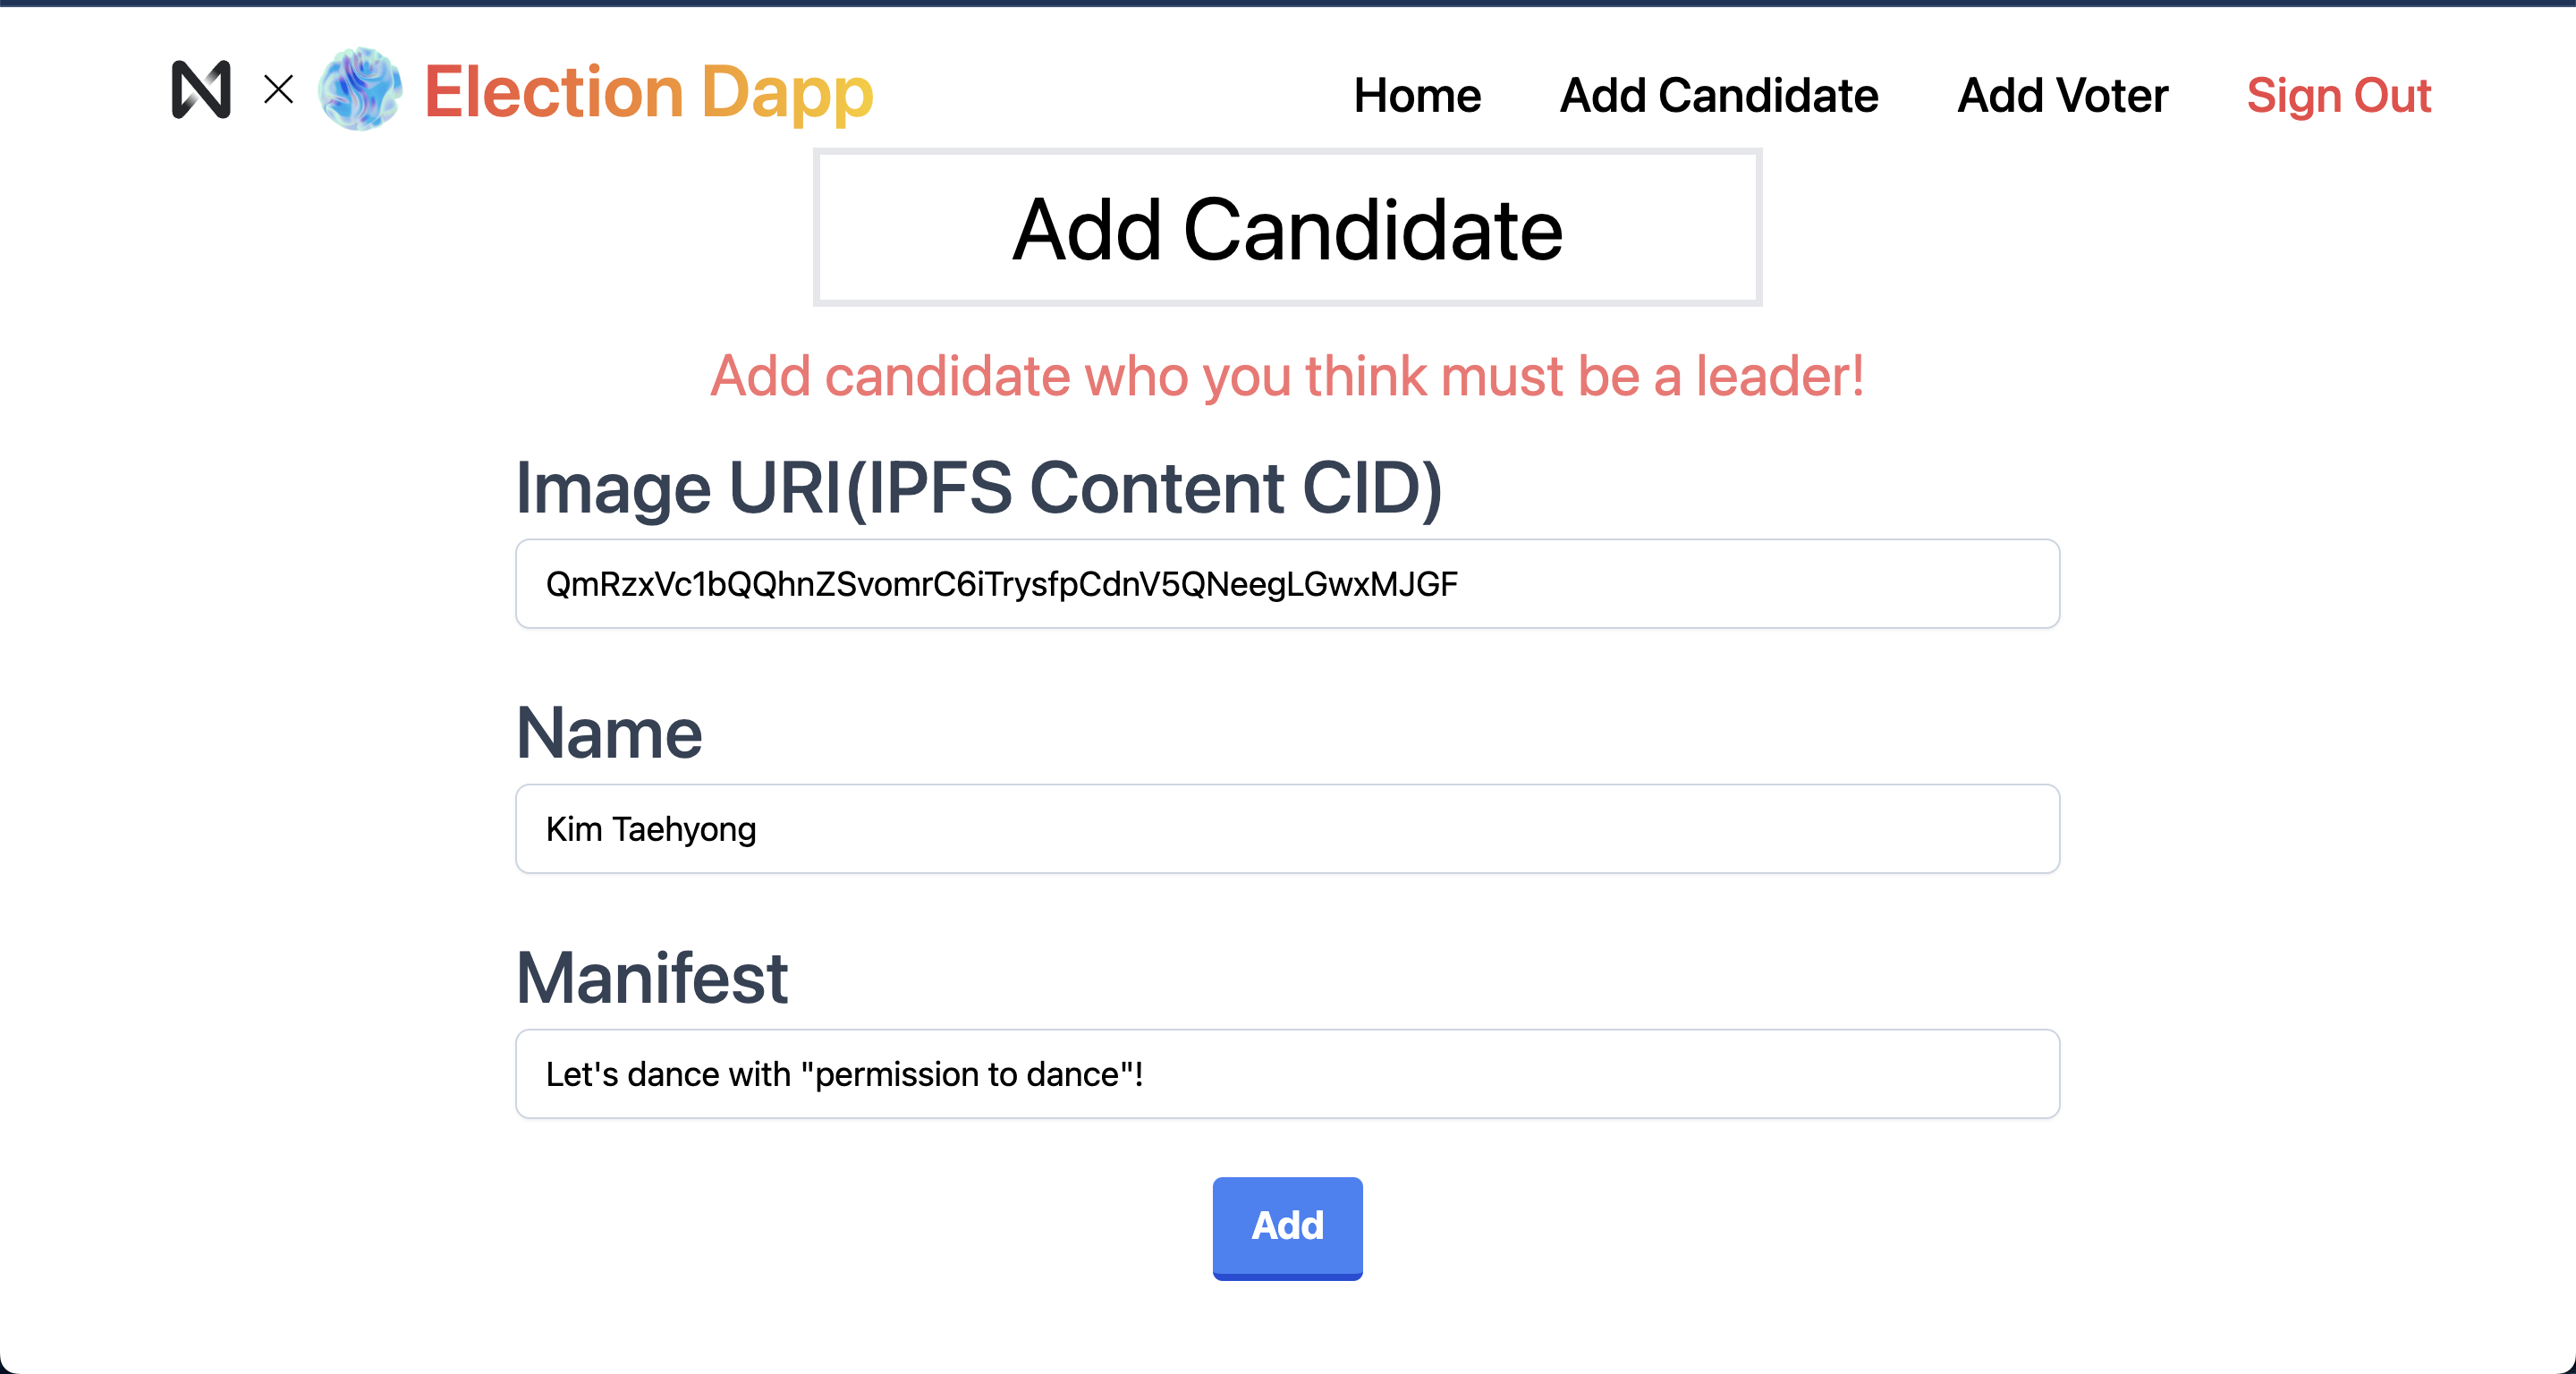 Election Dapp
Home Add Candidate Add Voter Sign Out
Add Candidate
Add candidate who you think must be a leader!
Image URI(IPFS Content CID)
QmRzxVc1bQQhnZSvomrC6iTrysfpCdnV5QNeegLGwxMJGF
Name
Kim Taehyong
Manifest
Let's dance with "permission to dance"!
Add